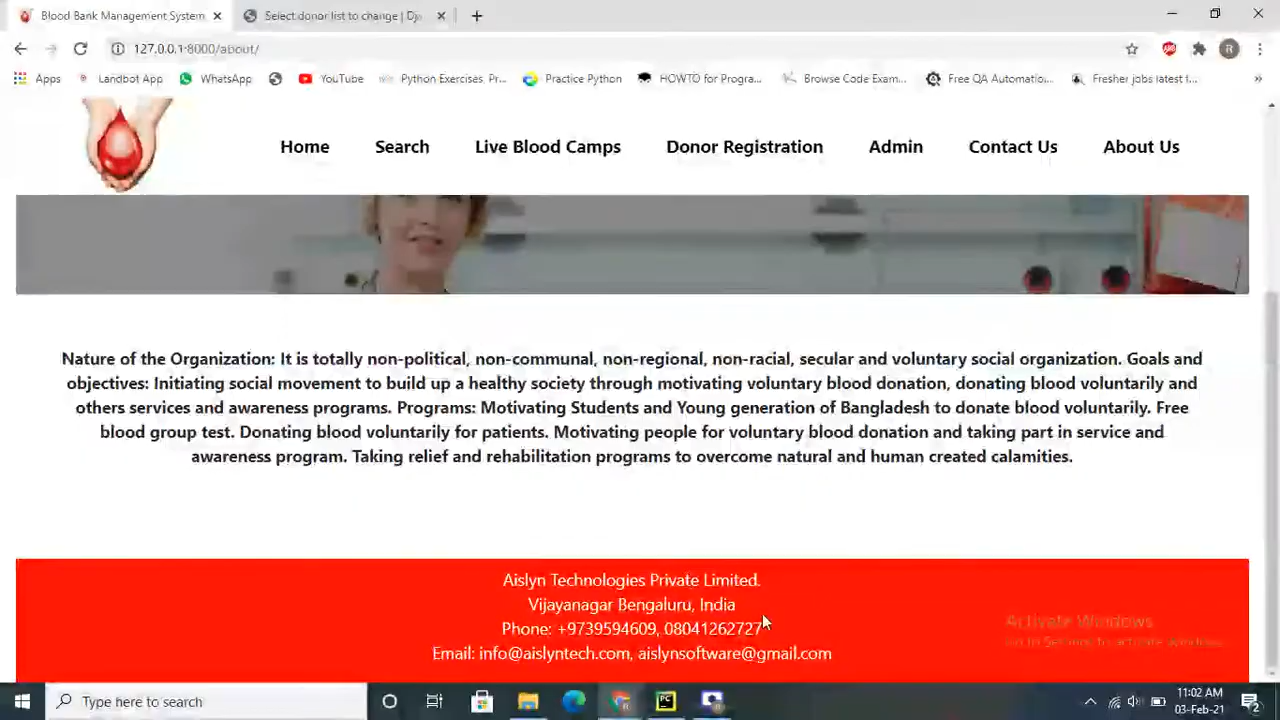 Blood Bank Management System
Select donor list to change | Dj
127.0.0.1:8000/about/
R
Apps
Landbot App
WhatsApp
YouTube
Python Exercises, Pr...
Practice Python
HOWTO for Progra...
Browse Code Exam...
Free QA Automatio...
Fresher jobs latest f...
Home
Search
Live Blood Camps
Donor Registration
Admin
Contact Us
About Us
Nature of the Organization: It is totally non-political, non-communal, non-regional, non-racial, secular and voluntary social organization. Goals and
objectives: Initiating social movement to build up a healthy society through motivating voluntary blood donation, donating blood voluntarily and
others services and awareness programs. Programs: Motivating Students and Young generation of Bangladesh to donate blood voluntarily. Free
blood group test. Donating blood voluntarily for patients. Motivating people for voluntary blood donation and taking part in service and
awareness program. Taking relief and rehabilitation programs to overcome natural and human created calamities.
Aislyn Technologies Private Limited.
Vijayanagar Bengaluru, India
Phone: +9739594609, 08041262727
Email: info@aislyntech.com, aislynsoftware@gmail.com
Activate Windows
Go to Settings to activate Windows.
Type here to search
PC
11:02 AM
03-Feb-21
2